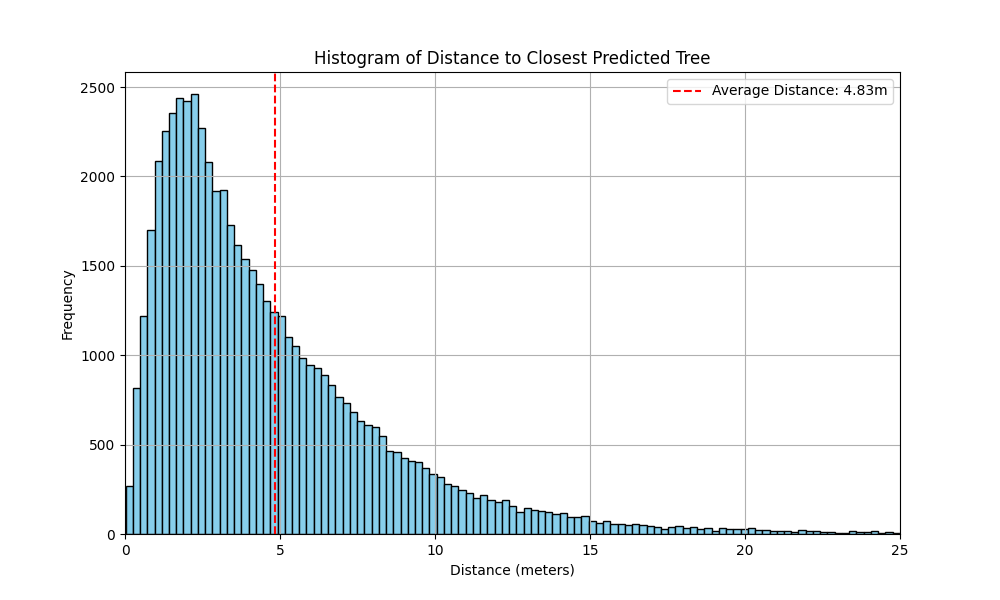 Histogram of Distance to Closest Predicted Tree
Average Distance: 4.83m
Frequency
2500
2000
1500
1000
500
0
0 5 10 15 20 25
Distance (meters)